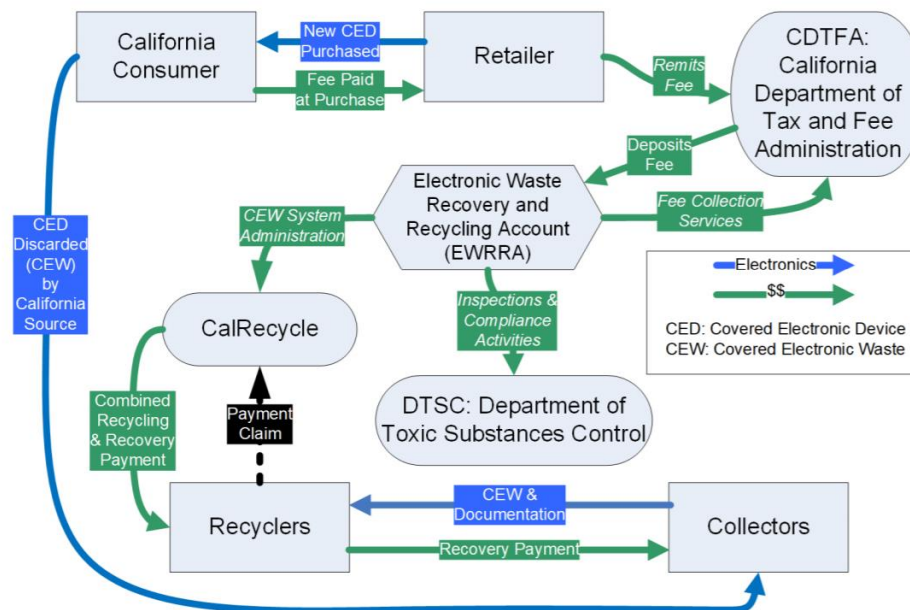 California
Consumer
New CED
Purchased
Fee Paid
at Purchase
Retailer
Remits
Fee
CDTFA:
California
Department of
Tax and Fee
Administration
Deposits
Fee
Electronic Waste
Recovery and
Recycling Account
(EWRRA)
Fee Collection
Services
CEW System
Administration
CED
Discarded
(CEW)
by
California
Source
Electronics
$$
CED: Covered Electronic Device
CEW: Covered Electronic Waste
Inspections &
Compliance
Activities
CalRecycle
Combined
Recycling
& Recovery
Payment
Payment
Claim
DTSC: Department of
Toxic Substances Control
Recyclers
CEW &
Documentation
Recovery Payment
Collectors